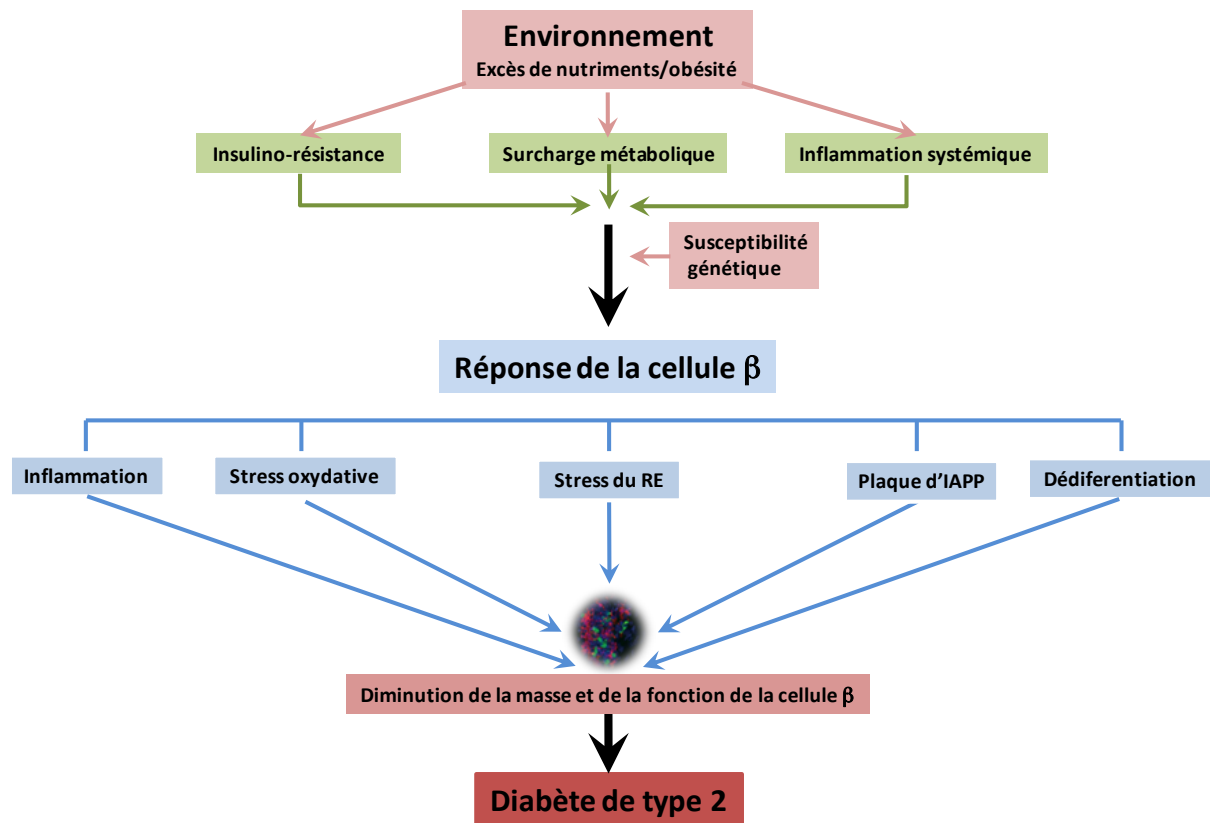 Environnement
Excès de nutriments/obésité
Insulino-résistance
Surcharge métabolique
Inflammation systémique
Susceptibilité
génétique
Réponse de la cellule β
Inflammation
Stress oxydative
Stress du RE
Plaque d'IAPP
Dédiferentiation
Diminution de la masse et de la fonction de la cellule β
Diabète de type 2